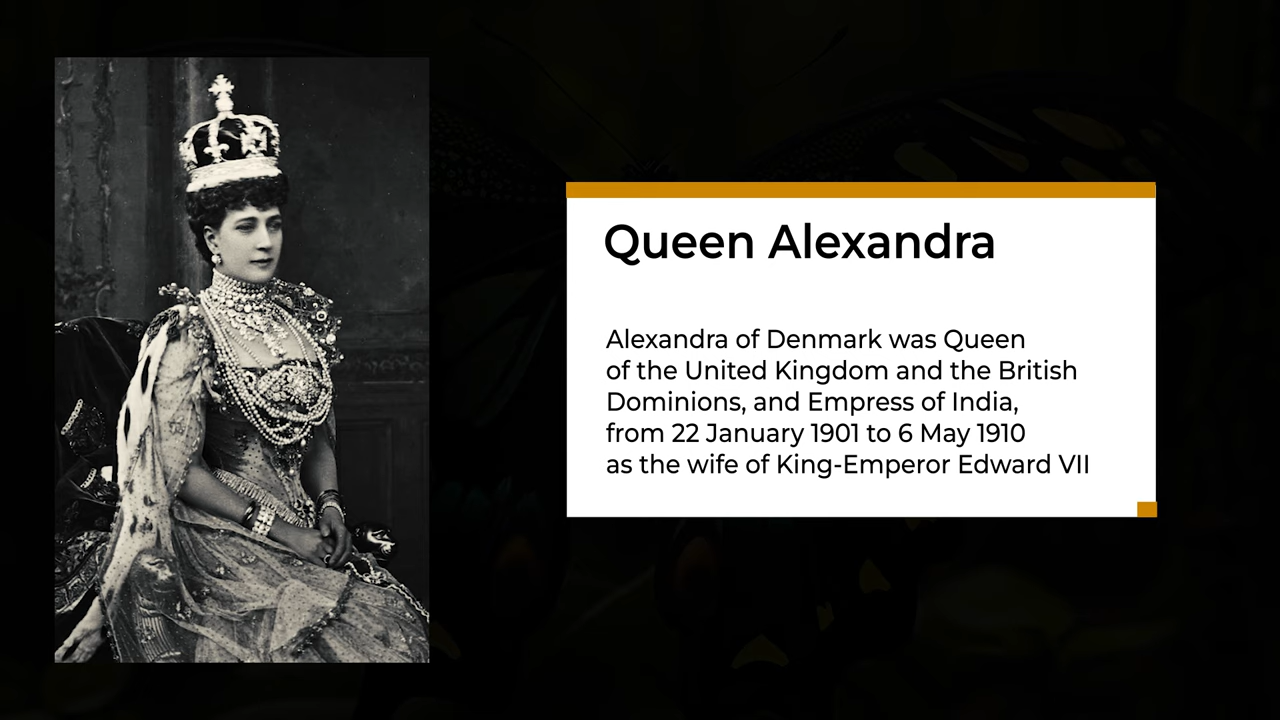 Queen Alexandra
Alexandra of Denmark was Queen
of the United Kingdom and the British
Dominions, and Empress of India,
from 22 January 1901 to 6 May 1910
as the wife of King-Emperor Edward VII